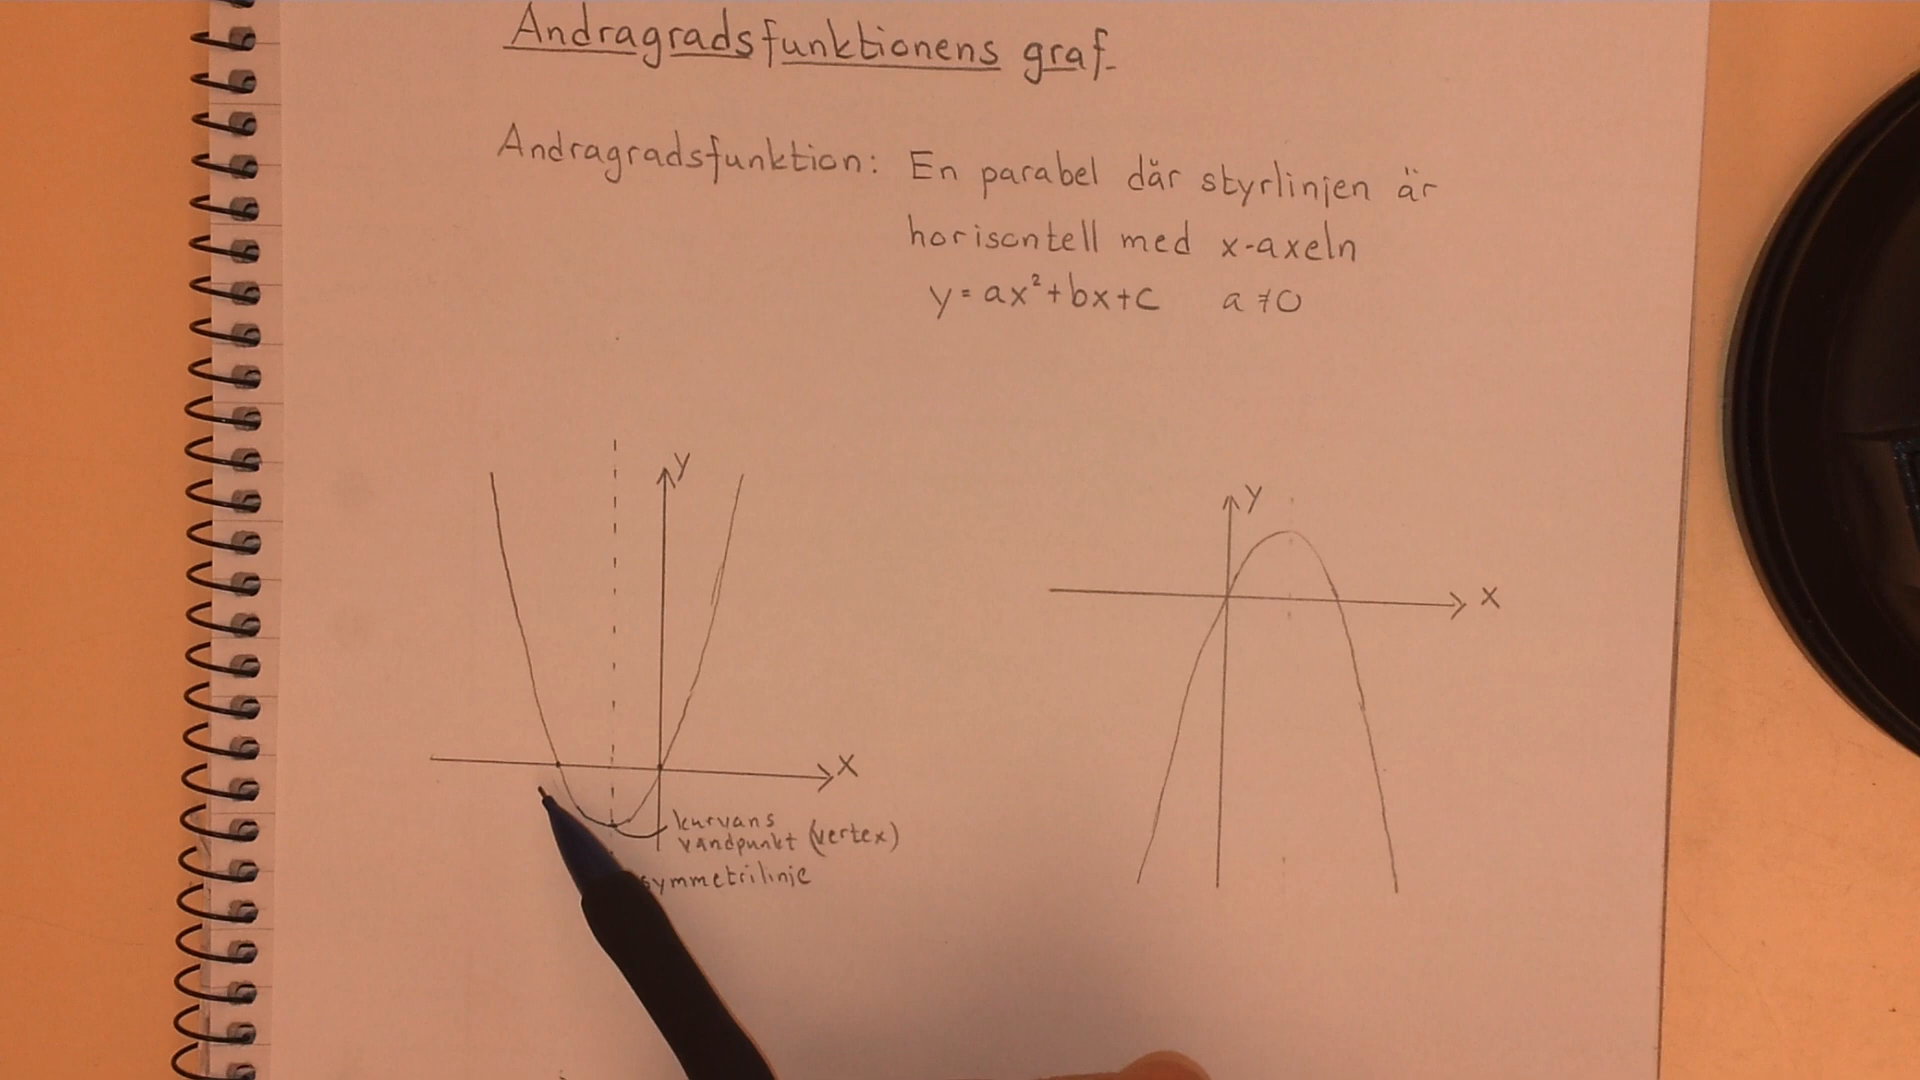 Andragradsfunktionens graf
Andragradsfunktion: En parabel där styrlinjen är
horisontell med x-axeln
y=ax²+bx+c a≠0
y
x
kurvans
vändpunkt (vertex)
symmetrilinje
y
x